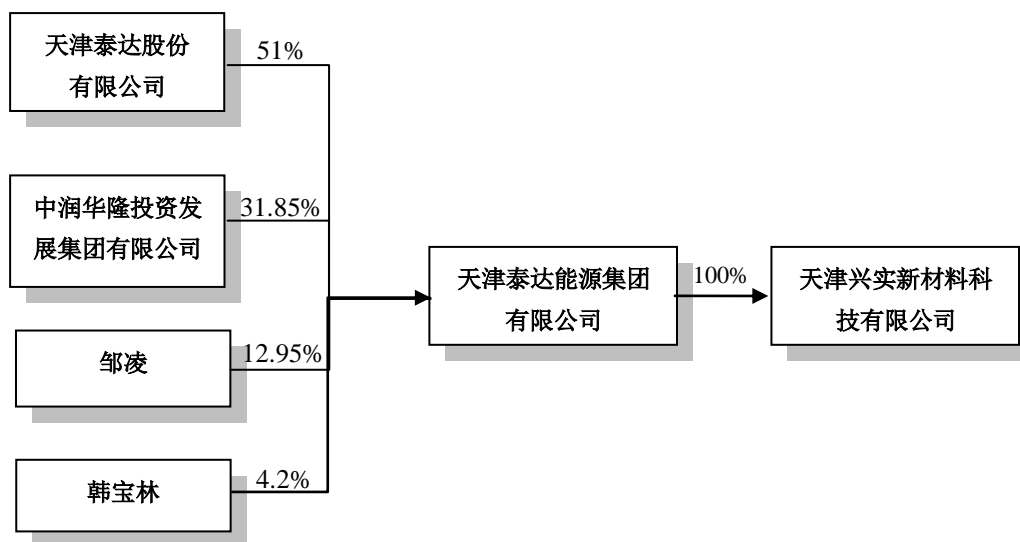 天津泰达股份
有限公司
51%
中润华隆投资发
展集团有限公司
31.85%
邹凌
12.95%
韩宝林
4.2%
天津泰达能源集团
有限公司
100%
天津兴实新材料科
技有限公司